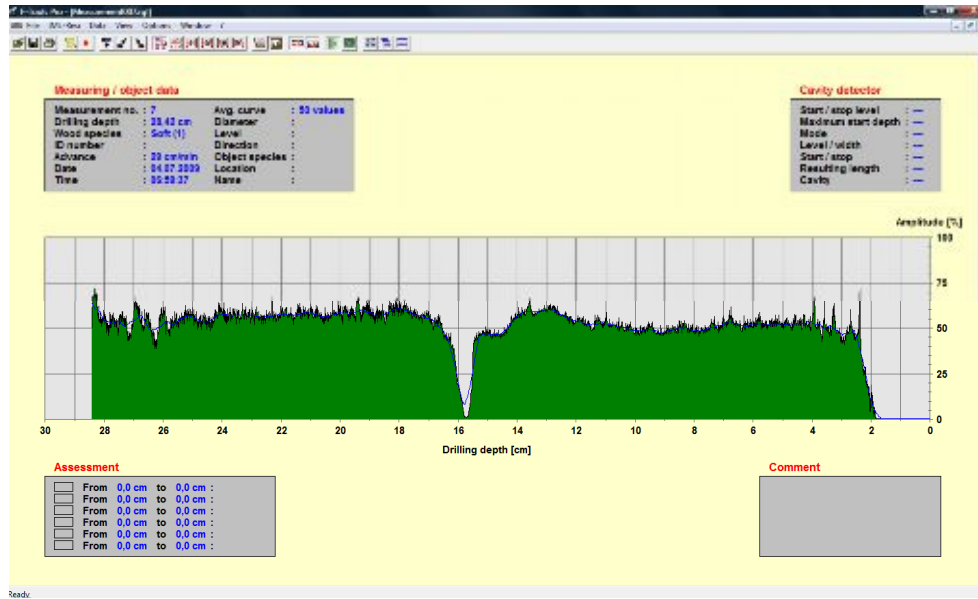 File Data View Options Window ?
Measuring / object data
Measurement no. : 7 Avg. curve : 50 values
Drilling depth : 28,42 cm Diameter :
Wood species : Soft (1) Level :
ID number : Direction :
Advance : 20 cm/min Object species :
Date : 04.07.2009 Location :
Time : Name :
Cavity detector
Start / stop level : ---
Maximum start depth : ---
Mode : ---
Level / width : ---
Start / stop : ---
Resulting length : ---
Cavity : ---
Amplitude [%]
100
75
50
25
0
30 28 26 24 22 20 18 16 14 12 10 8 6 4 2 0
Drilling depth [cm]
Assessment
From 0,0 cm to 0,0 cm :
From 0,0 cm to 0,0 cm :
From 0,0 cm to 0,0 cm :
From 0,0 cm to 0,0 cm :
From 0,0 cm to 0,0 cm :
From 0,0 cm to 0,0 cm :
Comment
Ready